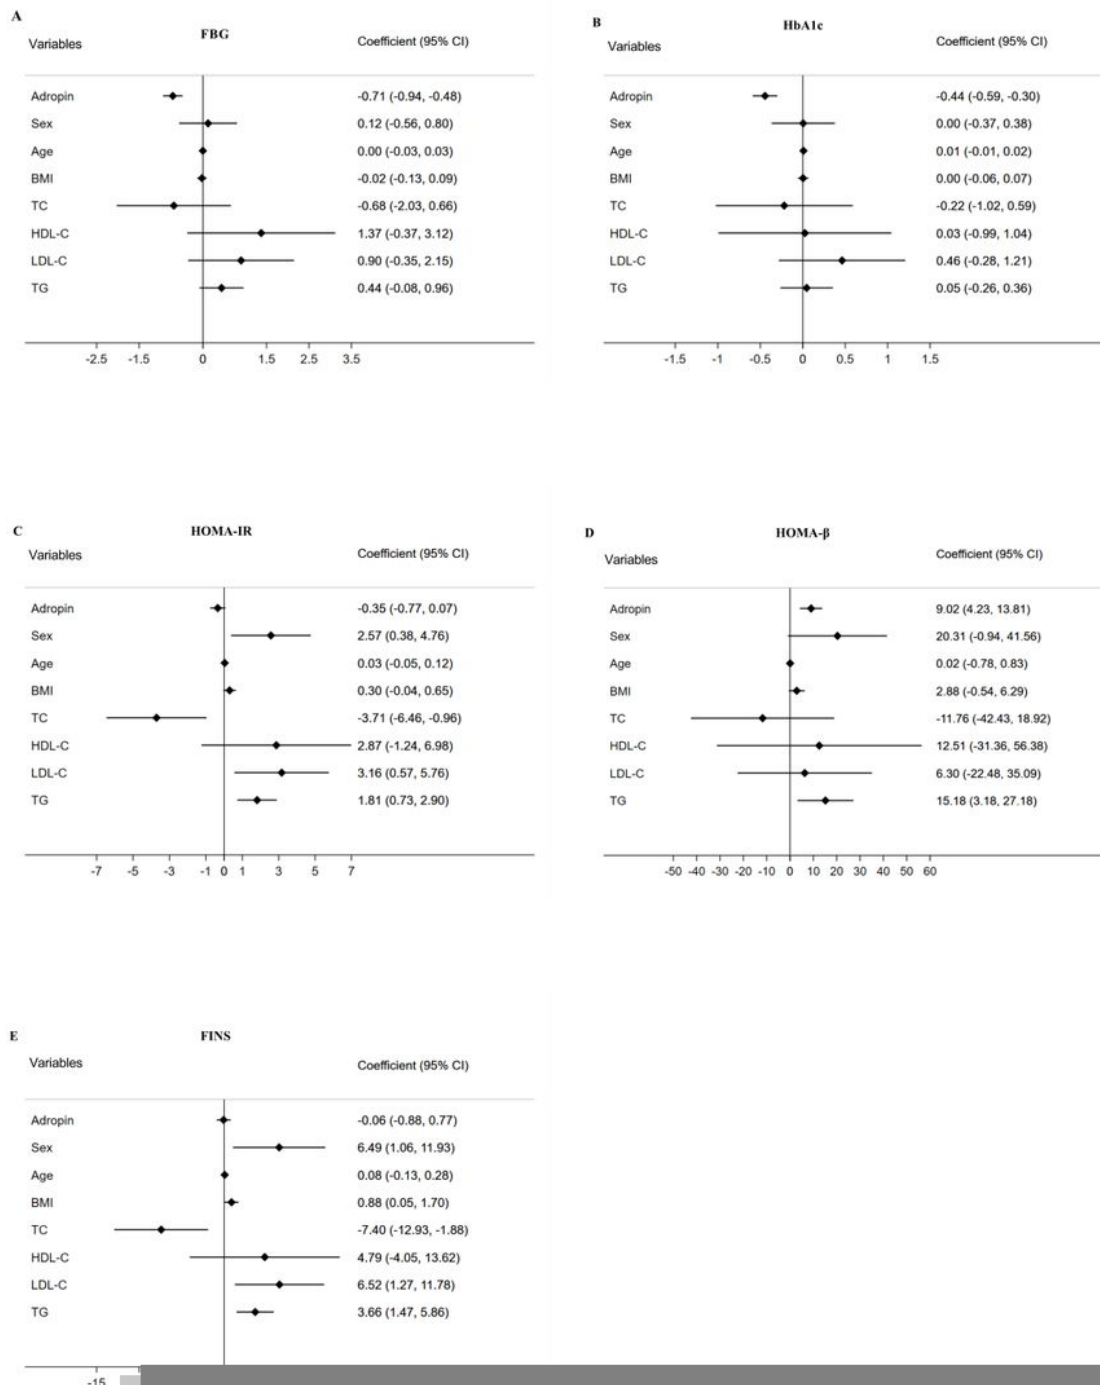 A
FBG
Variables Coefficient (95% CI)
Adropin -0.71 (-0.94, -0.48)
Sex 0.12 (-0.56, 0.80)
Age 0.00 (-0.03, 0.03)
BMI -0.02 (-0.13, 0.09)
TC -0.68 (-2.03, 0.66)
HDL-C 1.37 (-0.37, 3.12)
LDL-C 0.90 (-0.35, 2.15)
TG 0.44 (-0.08, 0.96)
-2.5 -1.5 0 1.5 2.5 3.5
B
HbA1c
Variables Coefficient (95% CI)
Adropin -0.44 (-0.59, -0.30)
Sex 0.00 (-0.37, 0.38)
Age 0.01 (-0.01, 0.02)
BMI 0.00 (-0.06, 0.07)
TC -0.22 (-1.02, 0.59)
HDL-C 0.03 (-0.99, 1.04)
LDL-C 0.46 (-0.28, 1.21)
TG 0.05 (-0.26, 0.36)
-1.5 -1 -0.5 0 0.5 1 1.5
C
HOMA-IR
Variables Coefficient (95% CI)
Adropin -0.35 (-0.77, 0.07)
Sex 2.57 (0.38, 4.76)
Age 0.03 (-0.05, 0.12)
BMI 0.30 (-0.04, 0.65)
TC -3.71 (-6.46, -0.96)
HDL-C 2.87 (-1.24, 6.98)
LDL-C 3.16 (0.57, 5.76)
TG 1.81 (0.73, 2.90)
-7 -5 -3 -1 0 1 3 5 7
D
HOMA-β
Variables Coefficient (95% CI)
Adropin 9.02 (4.23, 13.81)
Sex 20.31 (-0.94, 41.56)
Age 0.02 (-0.78, 0.83)
BMI 2.88 (-0.54, 6.29)
TC -11.76 (-42.43, 18.92)
HDL-C 12.51 (-31.36, 56.38)
LDL-C 6.30 (-22.48, 35.09)
TG 15.18 (3.18, 27.18)
-50 -40 -30 -20 -10 0 10 20 30 40 50 60
E
FINS
Variables Coefficient (95% CI)
Adropin -0.06 (-0.88, 0.77)
Sex 6.49 (1.06, 11.93)
Age 0.08 (-0.13, 0.28)
BMI 0.88 (0.05, 1.70)
TC -7.40 (-12.93, -1.88)
HDL-C 4.79 (-4.05, 13.62)
LDL-C 6.52 (1.27, 11.78)
TG 3.66 (1.47, 5.86)
-15